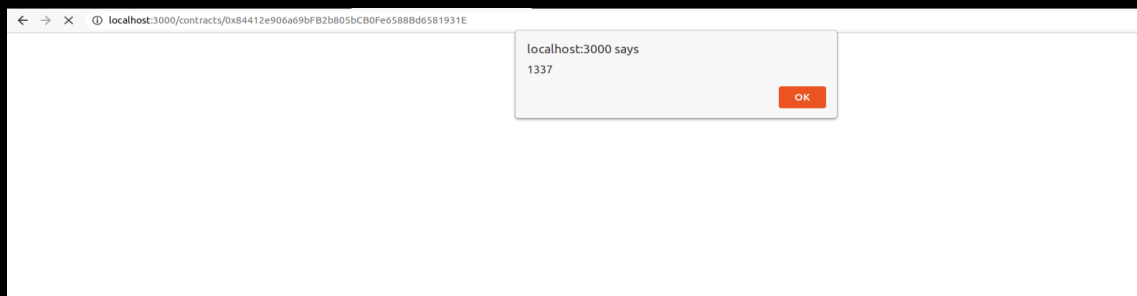 localhost:3000/contracts/0x84412e906a69bFB2b805bCB0Fe6588Bd6581931E
localhost:3000 says
1337
OK